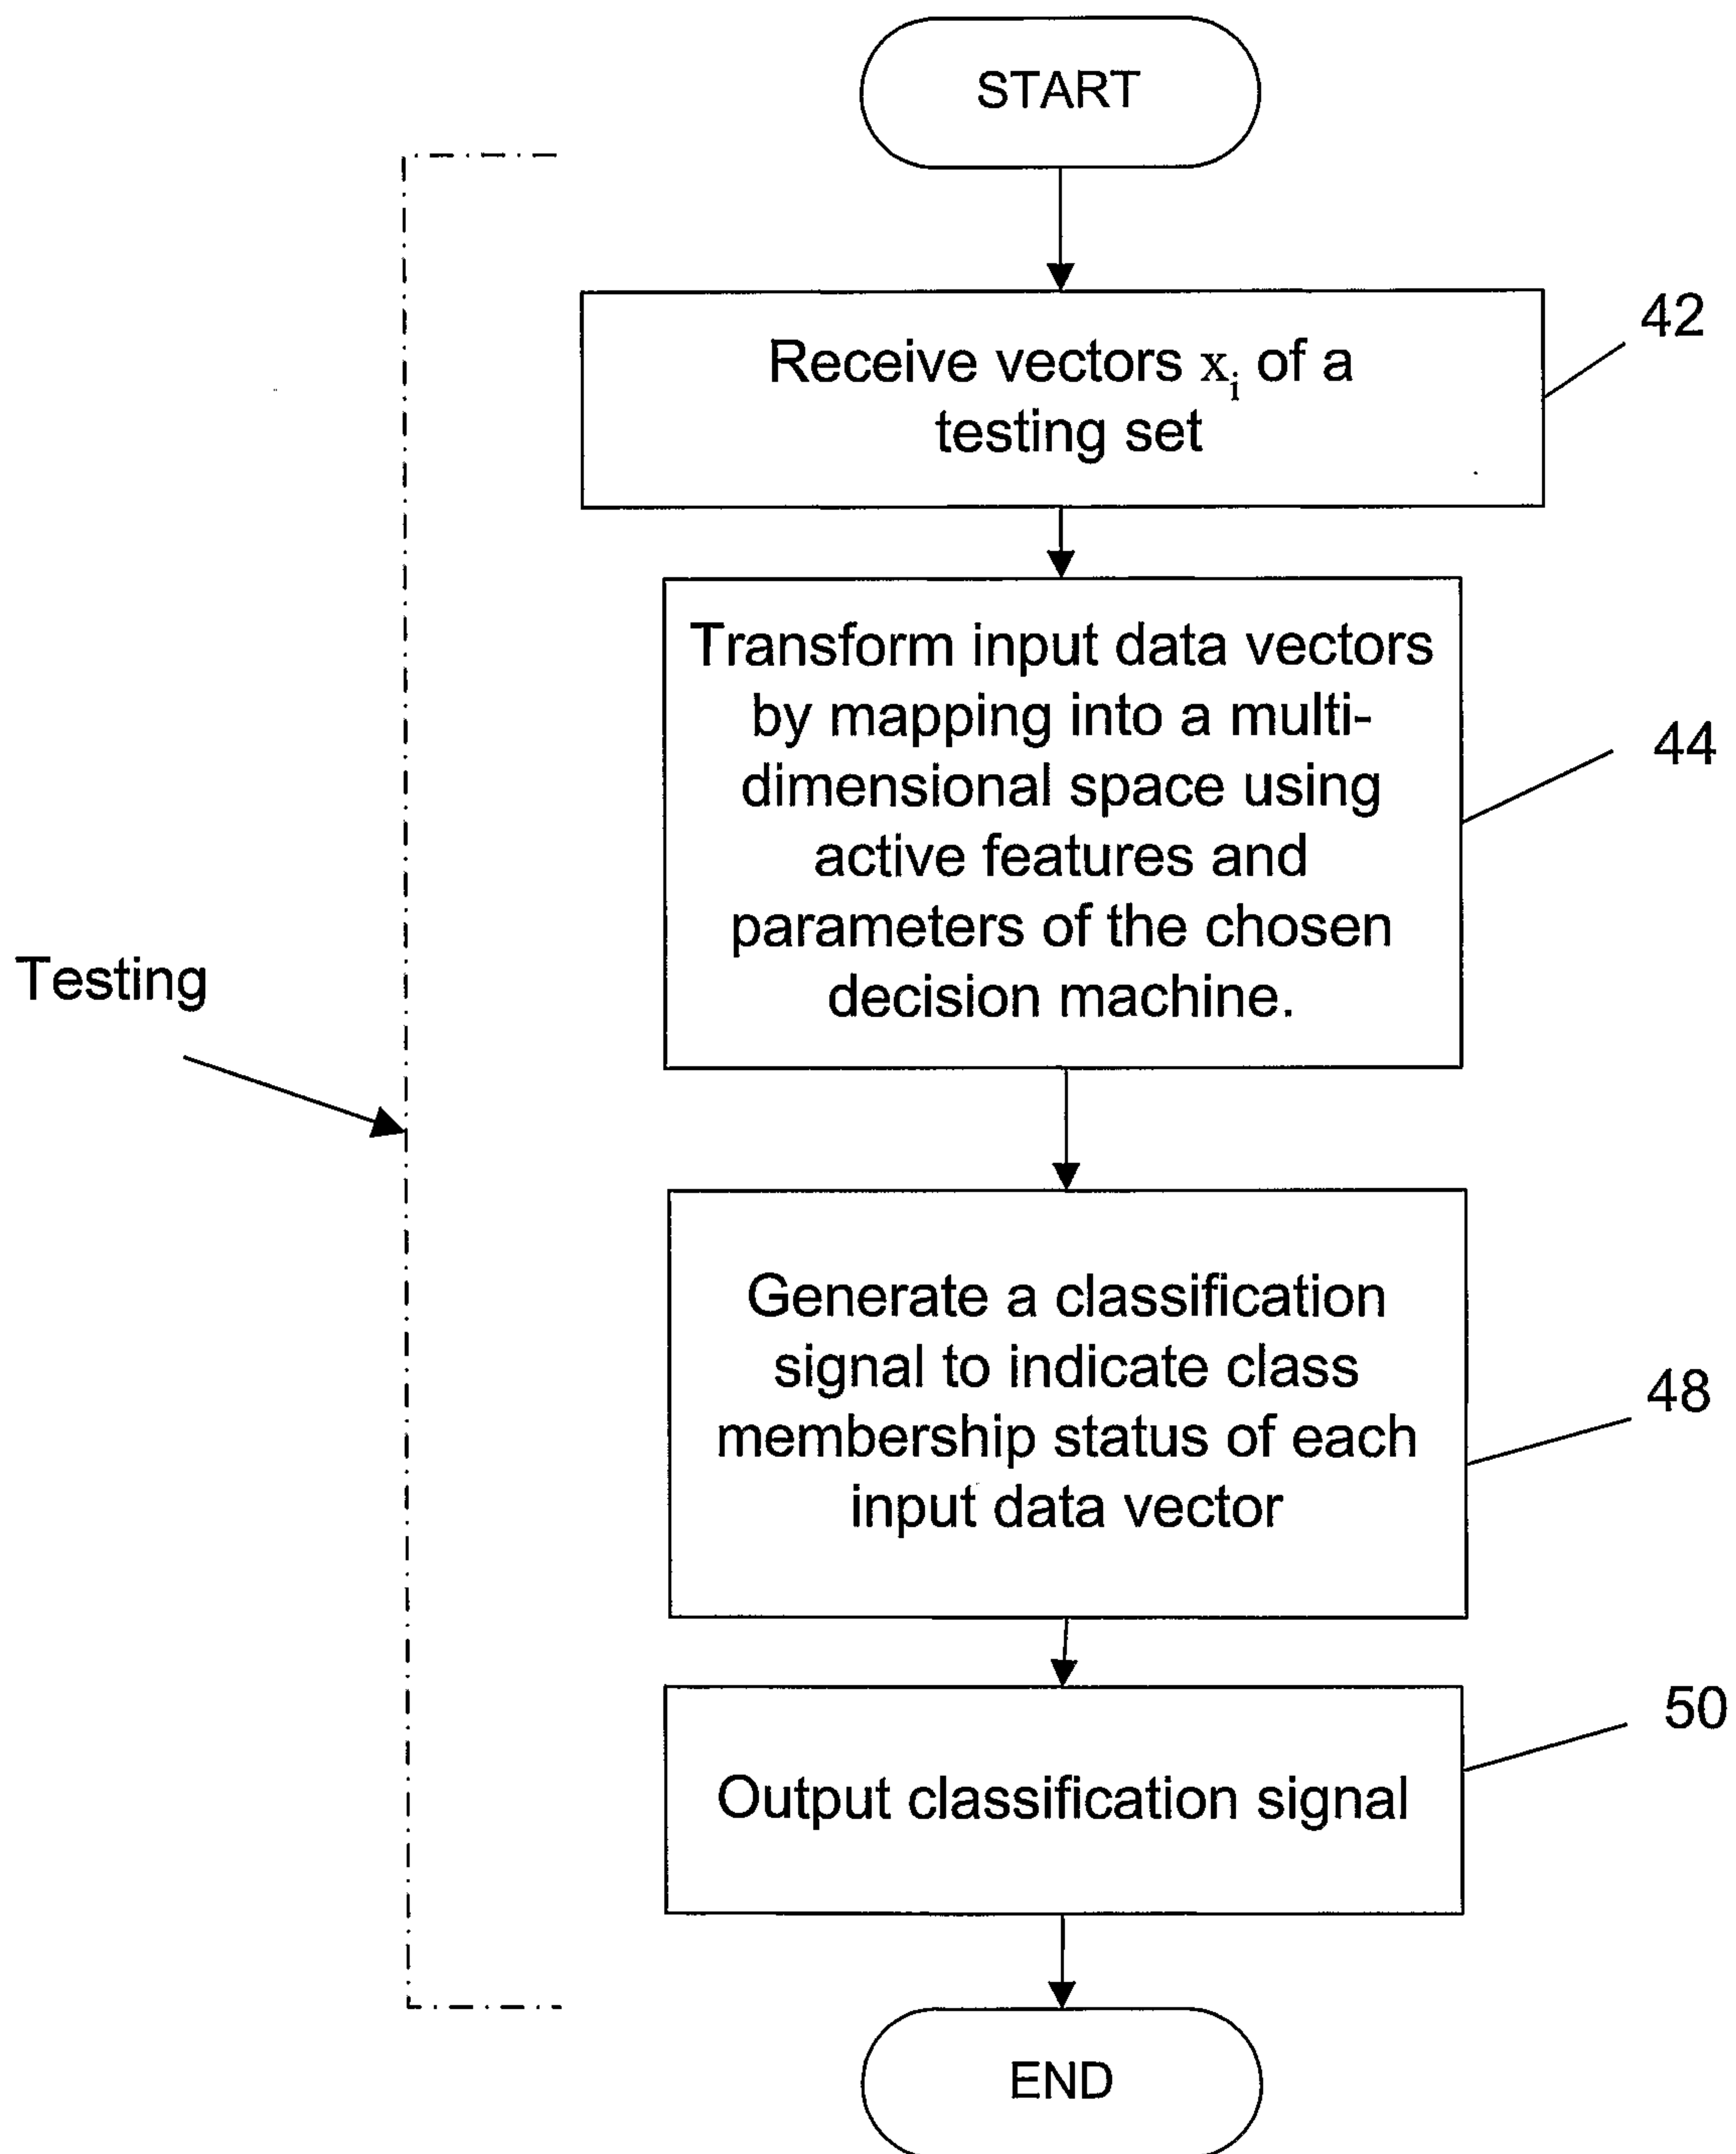 START
42
Receive vectors xi of a
testing set
Transform input data vectors
by mapping into a multi-
dimensional space using
active features and
parameters of the chosen
decision machine.
44
Testing
Generate a classification
signal to indicate class
membership status of each
input data vector
48
50
Output classification signal
END